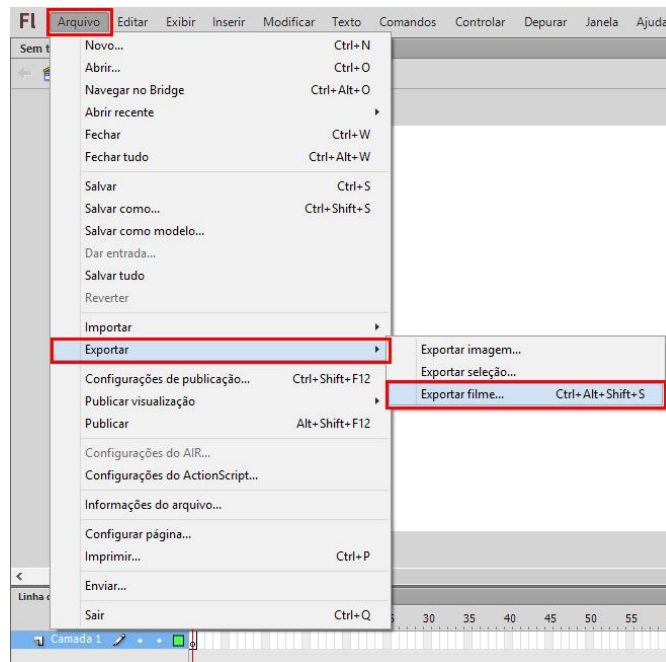 Fl Arquivo Editar Exibir Inserir Modificar Texto Comandos Controlar Depurar Janela Ajuda
Sem t
Novo... Ctrl+N
Abrir... Ctrl+O
Navegar no Bridge Ctrl+Alt+O
Abrir recente
Fechar Ctrl+W
Fechar tudo Ctrl+Alt+W
Salvar Ctrl+S
Salvar como... Ctrl+Shift+S
Salvar como modelo...
Dar entrada...
Salvar tudo
Reverter
Importar
Exportar
Exportar imagem...
Exportar seleção...
Exportar filme... Ctrl+Alt+Shift+S
Configurações de publicação... Ctrl+Shift+F12
Publicar visualização
Publicar Alt+Shift+F12
Configurações do AIR...
Configurações do ActionScript...
Informações do arquivo...
Configurar página...
Imprimir... Ctrl+P
Enviar...
Sair Ctrl+Q
Linha
30 35 40 45 50 55
Camada 1